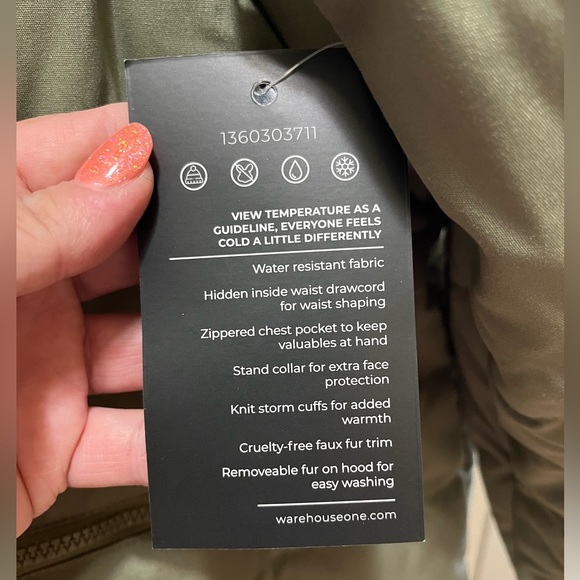 1360303711
VIEW TEMPERATURE AS A
GUIDELINE, EVERYONE FEELS
COLD A LITTLE DIFFERENTLY
Water resistant fabric
Hidden inside waist drawcord
for waist shaping
Zippered chest pocket to keep
valuables at hand
Stand collar for extra face
protection
Knit storm cuffs for added
warmth
Cruelty-free faux fur trim
Removeable fur on hood for
easy washing
warehouseone.com